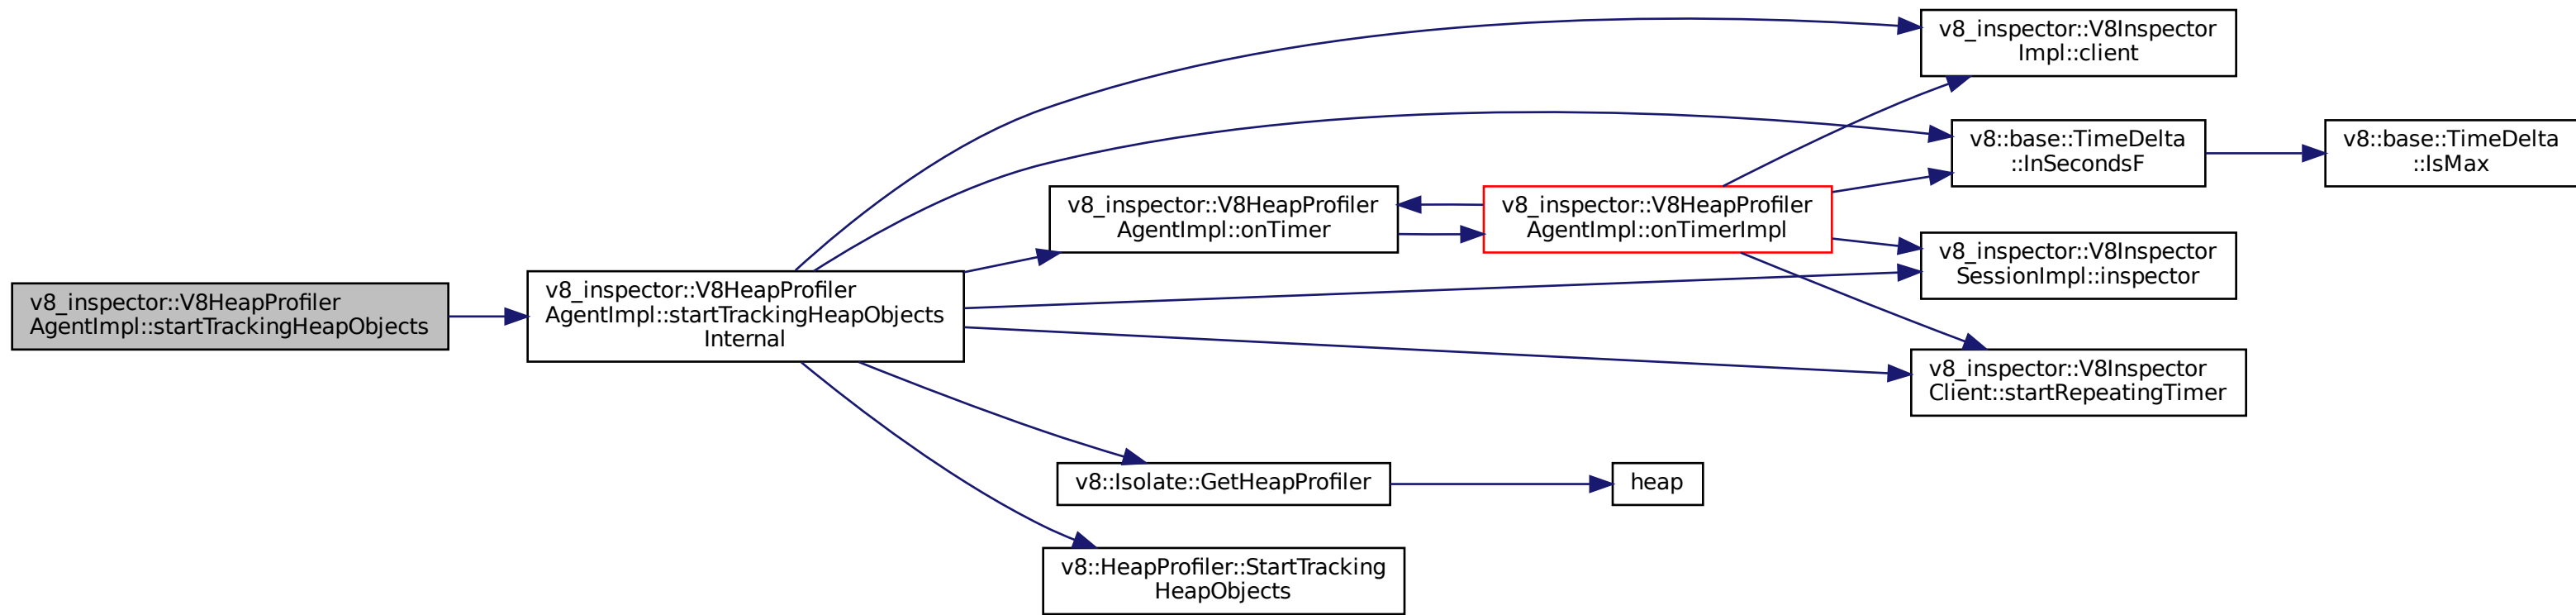 v8_inspector::V8HeapProfiler
AgentImpl::startTrackingHeapObjects
v8_inspector::V8HeapProfiler
AgentImpl::startTrackingHeapObjects
Internal
v8_inspector::V8Inspector
Impl::client
v8::base::TimeDelta
::InSecondsF
v8::base::TimeDelta
::IsMax
v8_inspector::V8HeapProfiler
AgentImpl::onTimer
v8_inspector::V8HeapProfiler
AgentImpl::onTimerImpl
v8_inspector::V8Inspector
SessionImpl::inspector
v8_inspector::V8Inspector
Client::startRepeatingTimer
v8::Isolate::GetHeapProfiler
heap
v8::HeapProfiler::StartTracking
HeapObjects